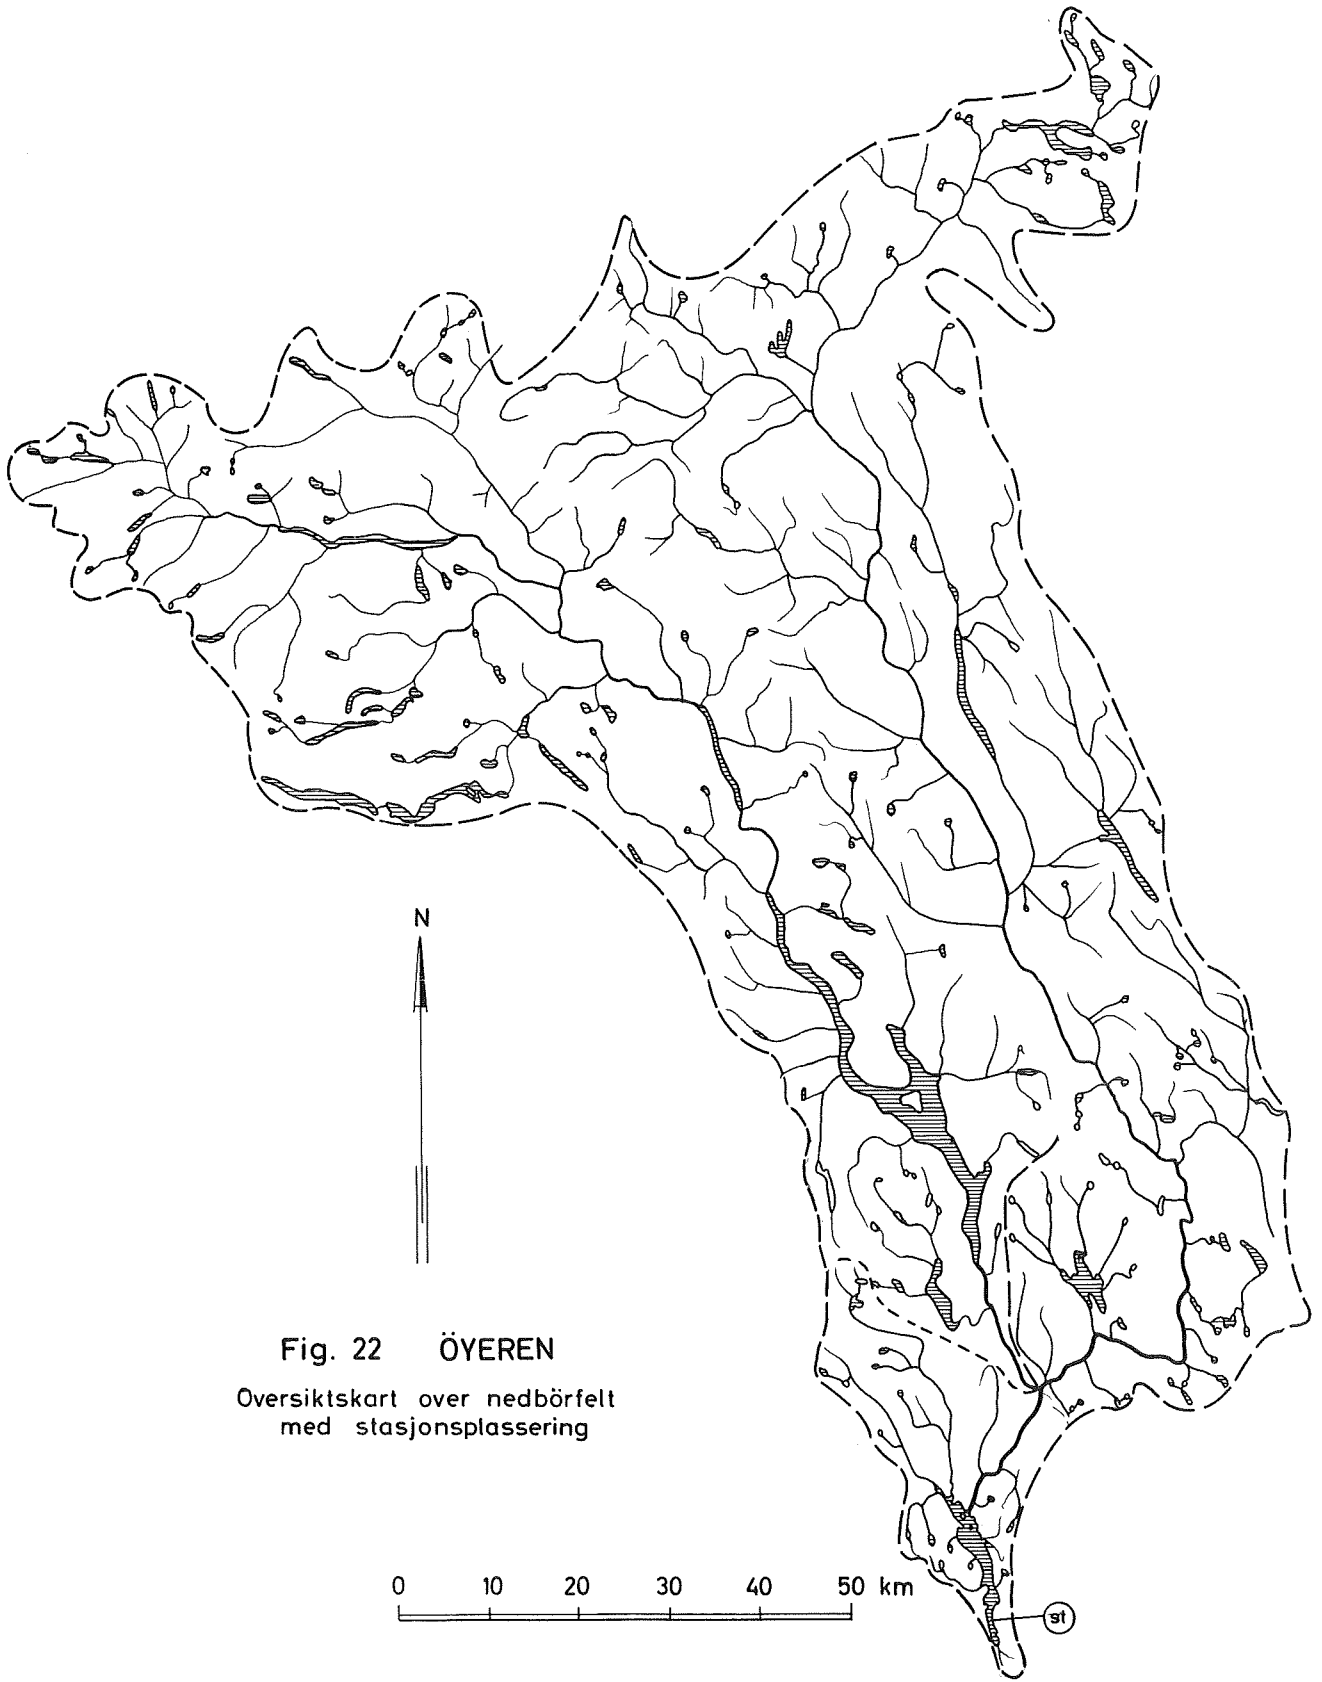 N
Fig. 22 ÖYEREN
Oversiktskart over nedbörfelt
med stasjonsplassering
0 10 20 30 40 50 km
st